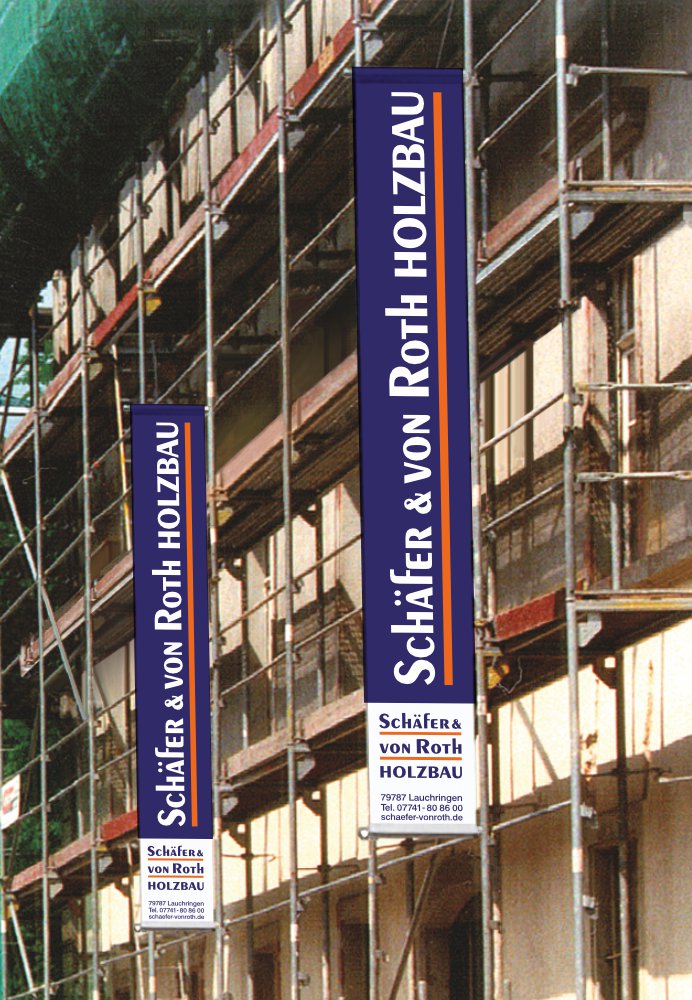 Schäfer & von Roth HOLZBAU
Schäfer &
von Roth
HOLZBAU
79787 Lauchringen
Tel. 07741-80 86 00
schaefer-vonroth.de
Schäfer & von Roth HOLZBAU
Schäfer &
von Roth
HOLZBAU
79787 Lauchringen
Tel. 07741-80 86 00
schaefer-vonroth.de